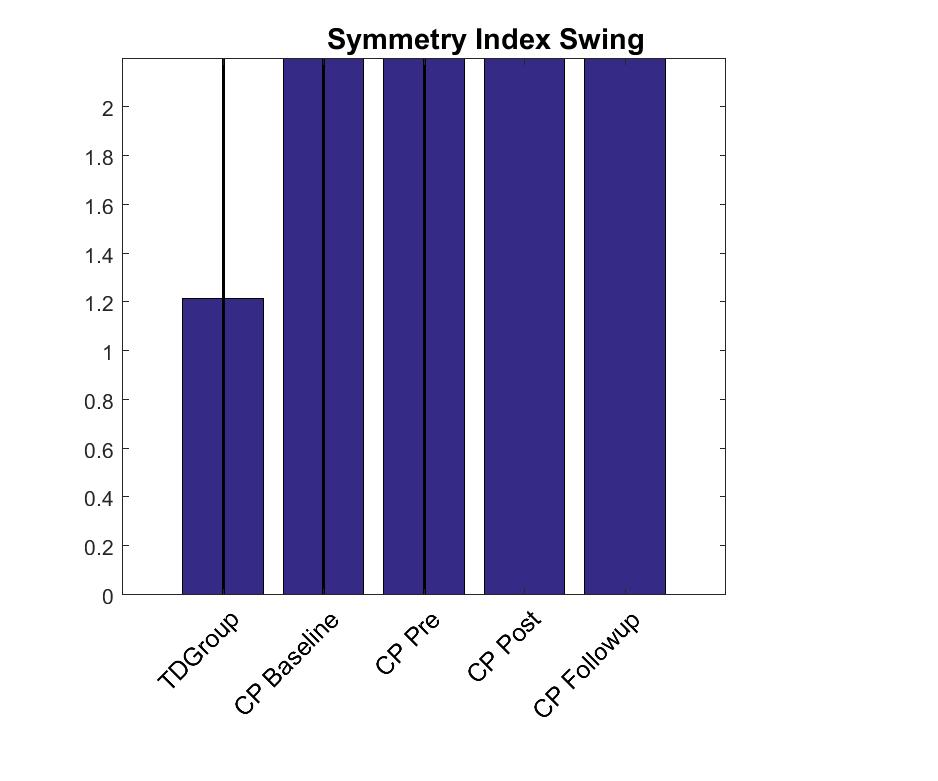 Symmetry Index Swing
2
1.8
1.6
1.4
1.2
1
0.8
0.6
0.4
0.2
0
TDGroup
CP Baseline
CP Pre
CP Post
CP Followup